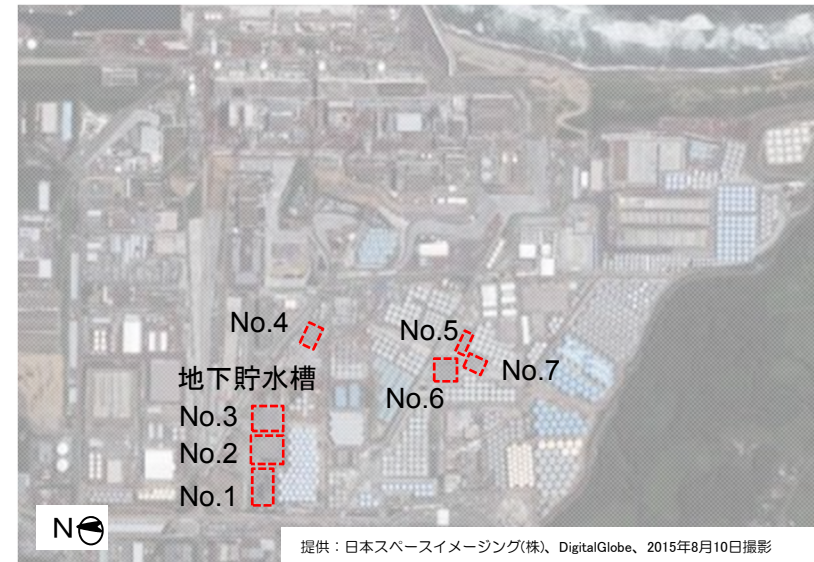 No.4
No.5
No.7
No.6
地下貯水槽
No.3
No.2
No.1
N
提供：日本スペースイメージング(株)、DigitalGlobe、2015年8月10日撮影